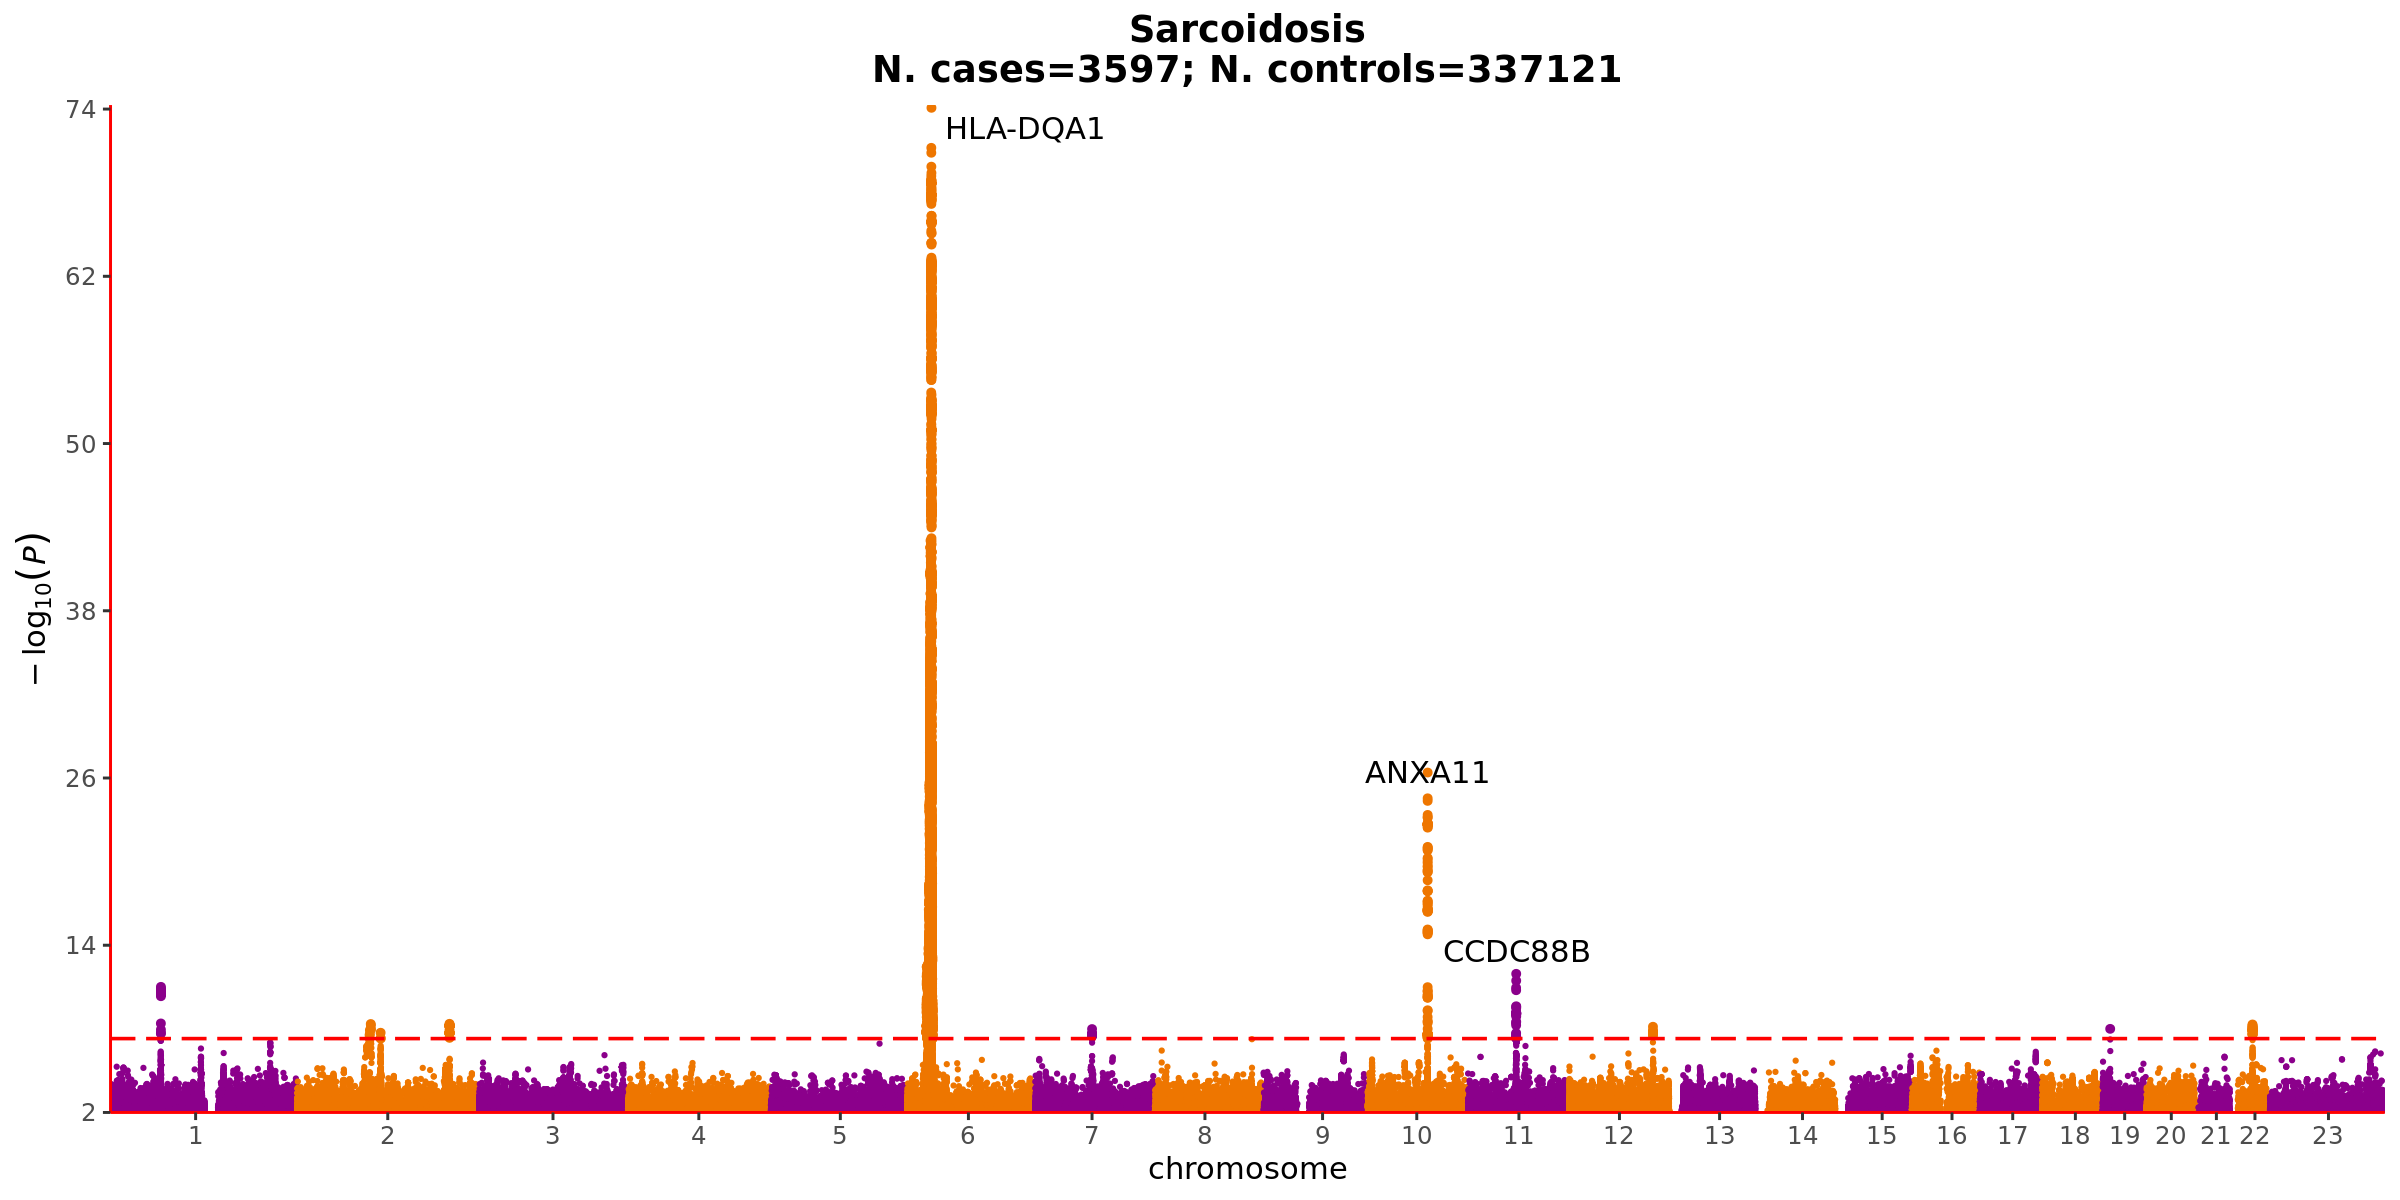 Sarcoidosis
N. cases=3597; N. controls=337121
74
HLA-DQA1
62
50
38
26
14
2
−log10(P)
ANXA11
CCDC88B
1 2 3 4 5 6 7 8 9 10 11 12 13 14 15 16 17 18 19 20 21 22 23
chromosome